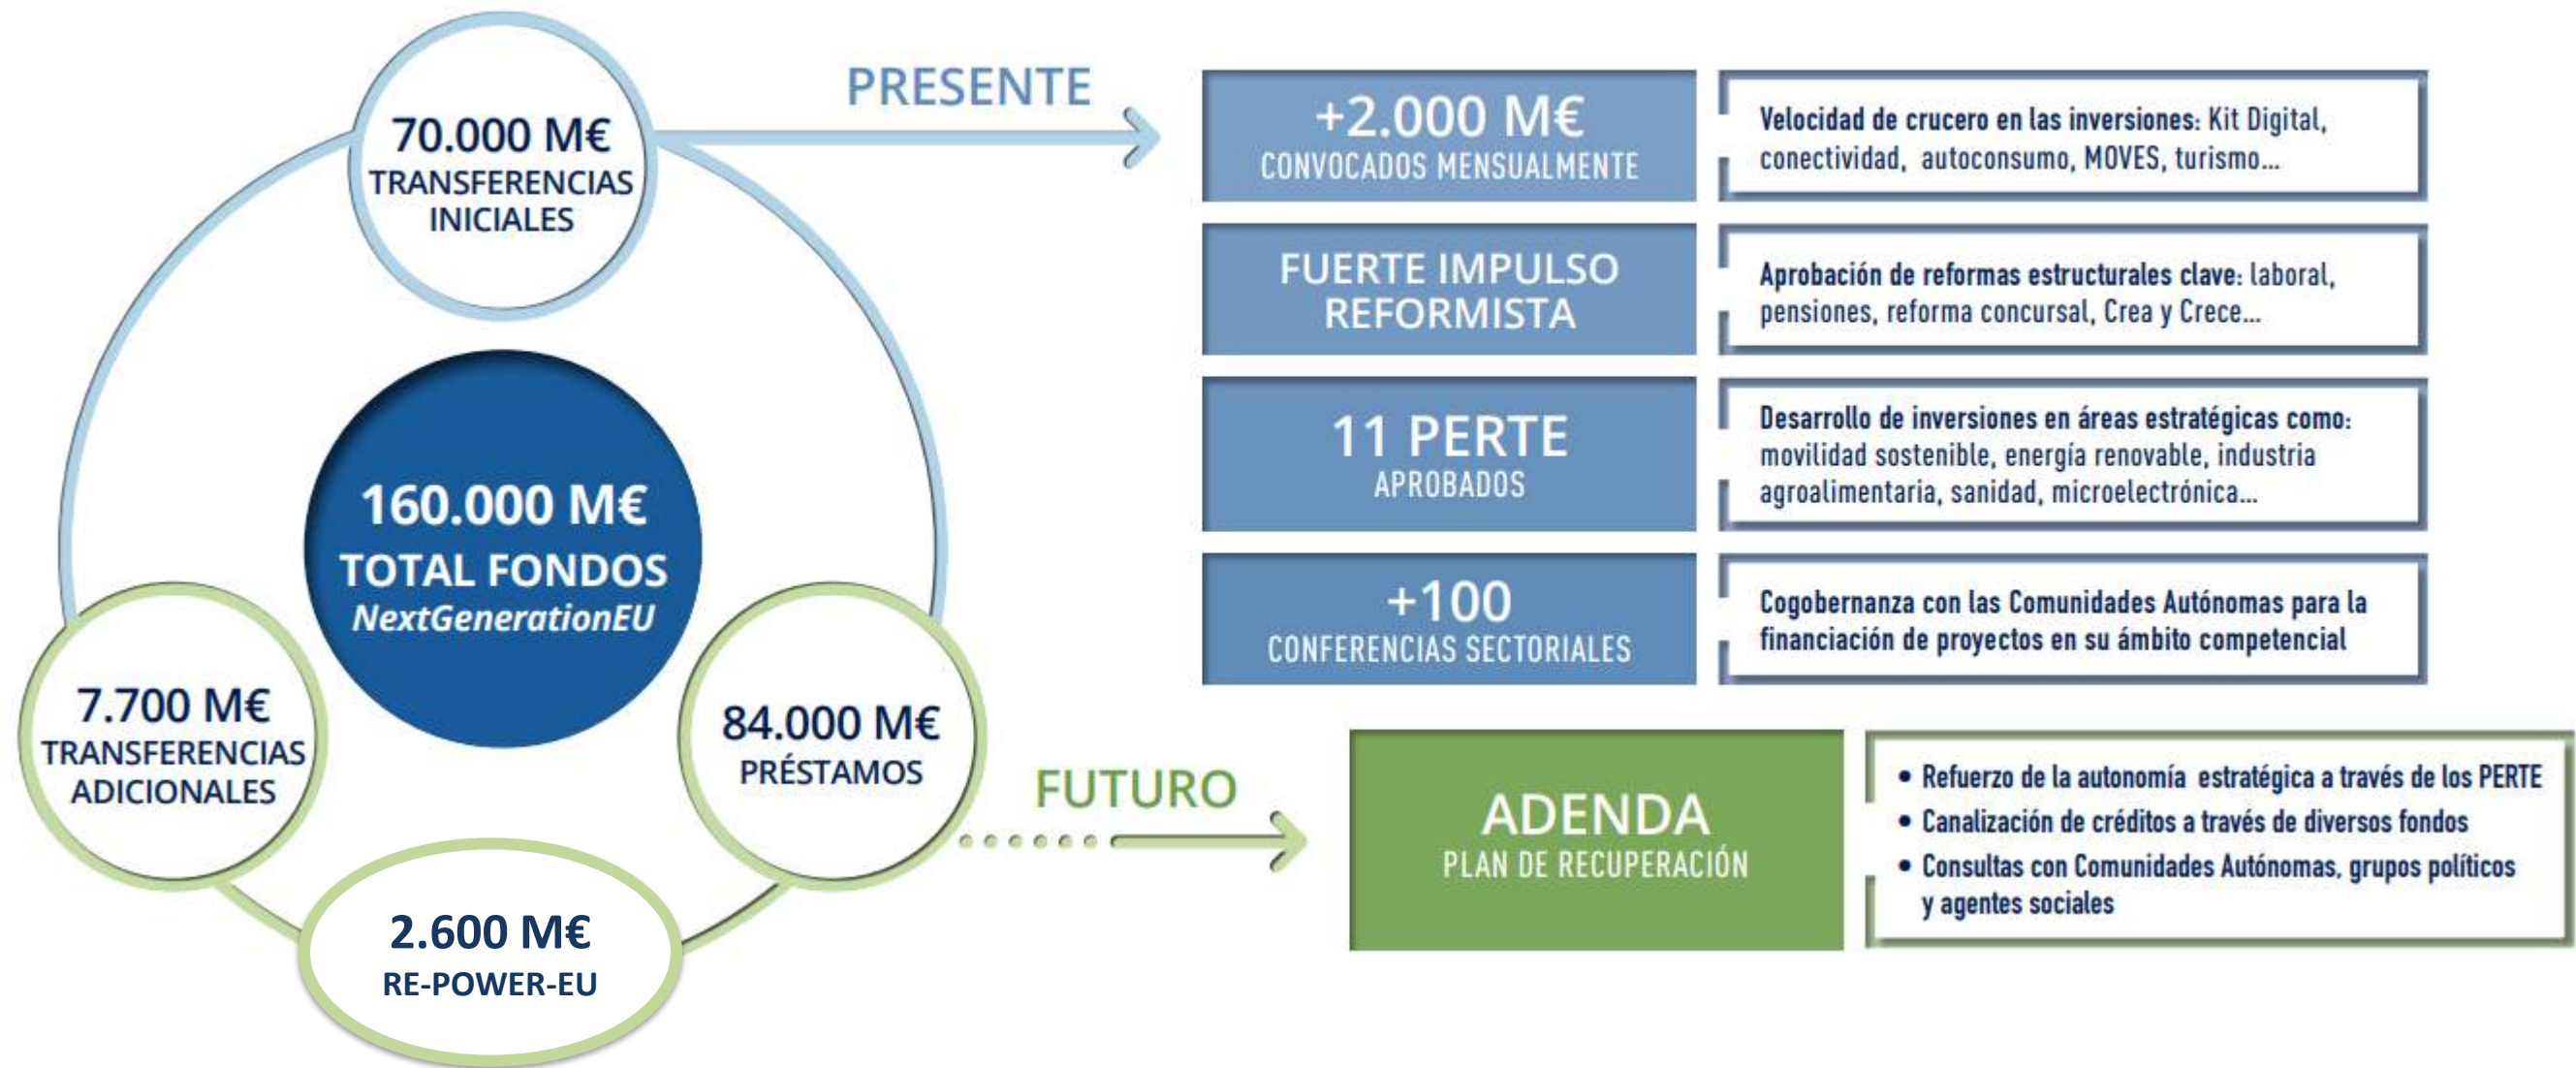 70.000 M€
TRANSFERENCIAS
INICIALES
160.000 M€
TOTAL FONDOS
NextGenerationEU
7.700 M€
TRANSFERENCIAS
ADICIONALES
84.000 M€
PRÉSTAMOS
2.600 M€
RE-POWER-EU
PRESENTE
+2.000 M€
CONVOCADOS MENSUALMENTE
Velocidad de crucero en las inversiones: Kit Digital,
conectividad, autoconsumo, MOVES, turismo...
FUERTE IMPULSO
REFORMISTA
Aprobación de reformas estructurales clave: laboral,
pensiones, reforma concursal, Crea y Crece...
11 PERTE
APROBADOS
Desarrollo de inversiones en áreas estratégicas como:
movilidad sostenible, energía renovable, industria
agroalimentaria, sanidad, microelectrónica...
+100
CONFERENCIAS SECTORIALES
Cogobernanza con las Comunidades Autónomas para la
financiación de proyectos en su ámbito competencial
FUTURO
ADENDA
PLAN DE RECUPERACIÓN
• Refuerzo de la autonomía estratégica a través de los PERTE
• Canalización de créditos a través de diversos fondos
• Consultas con Comunidades Autónomas, grupos políticos
y agentes sociales